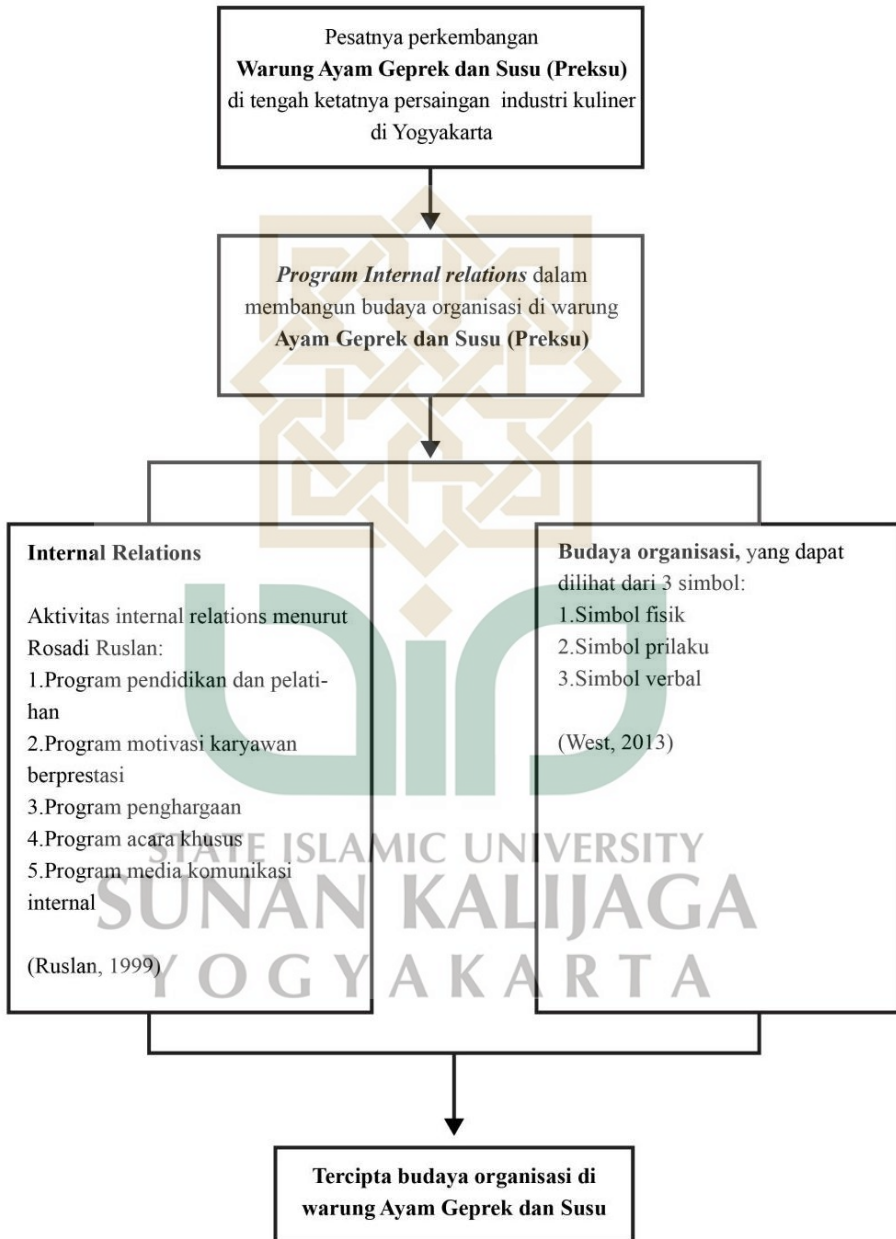 Pesatnya perkembangan
Warung Ayam Geprek dan Susu (Preksu)
di tengah ketatnya persaingan industri kuliner
di Yogyakarta
Program Internal relations dalam
membangun budaya organisasi di warung
Ayam Geprek dan Susu (Preksu)
Internal Relations
Aktivitas internal relations menurut
Rosadi Ruslan:
1.Program pendidikan dan pelati-
han
2.Program motivasi karyawan
berprestasi
3.Program penghargaan
4.Program acara khusus
5.Program media komunikasi
internal
(Ruslan, 1999)
Budaya organisasi, yang dapat
dilihat dari 3 simbol:
1.Simbol fisik
2.Simbol prilaku
3.Simbol verbal
(West, 2013)
STATE ISLAMIC UNIVERSITY
SUNAN KALIJAGA
YOGYAKARTA
Tercipta budaya organisasi di
warung Ayam Geprek dan Susu